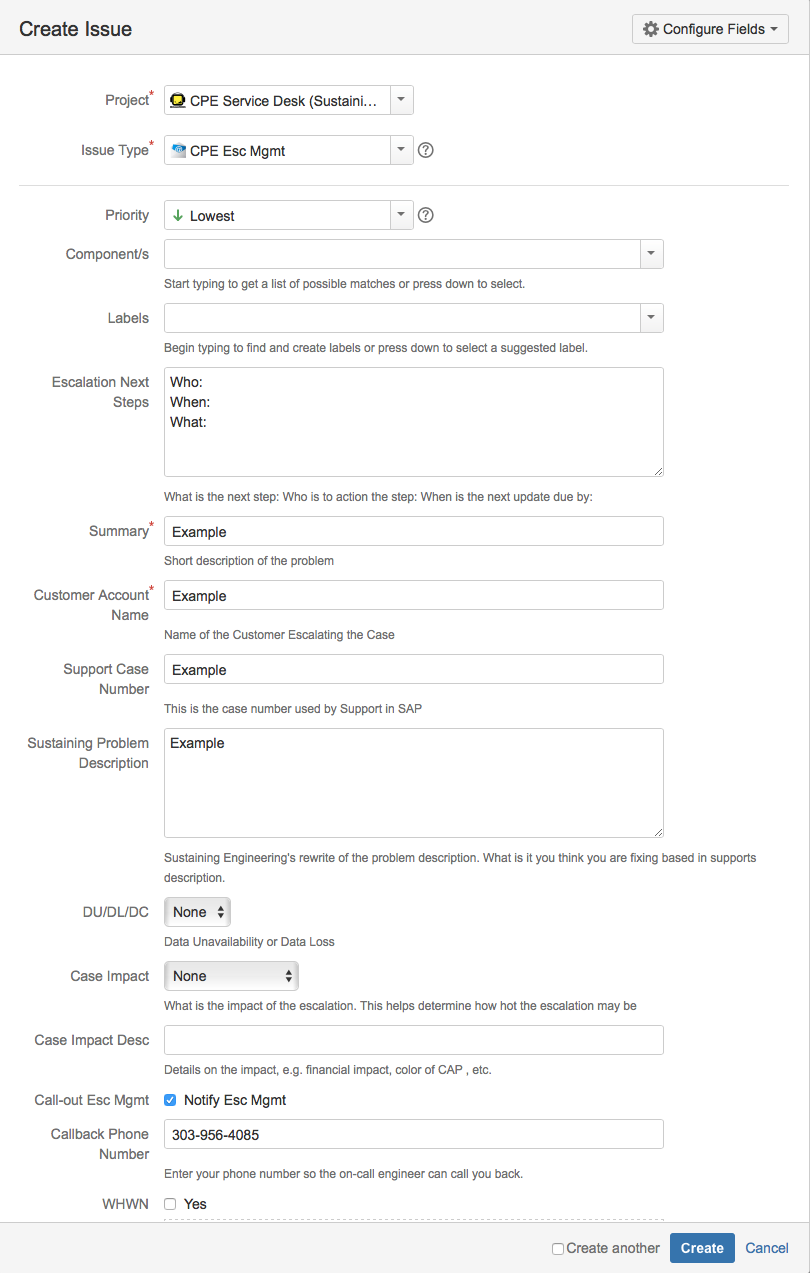 Create Issue
Configure Fields
Project*
CPE Service Desk (Sustaini...
Issue Type*
CPE Esc Mgmt
Priority
Lowest
Component/s
Start typing to get a list of possible matches or press down to select.
Labels
Begin typing to find and create labels or press down to select a suggested label.
Escalation Next
Steps
Who:
When:
What:
What is the next step: Who is to action the step: When is the next update due by:
Summary*
Example
Short description of the problem
Customer Account*
Name
Example
Name of the Customer Escalating the Case
Support Case
Number
Example
This is the case number used by Support in SAP
Sustaining Problem
Description
Example
Sustaining Engineering's rewrite of the problem description. What is it you think you are fixing based in supports
description.
DU/DL/DC
None
Data Unavailability or Data Loss
Case Impact
None
What is the impact of the escalation. This helps determine how hot the escalation may be
Case Impact Desc
Details on the impact, e.g. financial impact, color of CAP , etc.
Call-out Esc Mgmt
Notify Esc Mgmt
Callback Phone
Number
303-956-4085
Enter your phone number so the on-call engineer can call you back.
WHWN
Yes
Create another
Create
Cancel